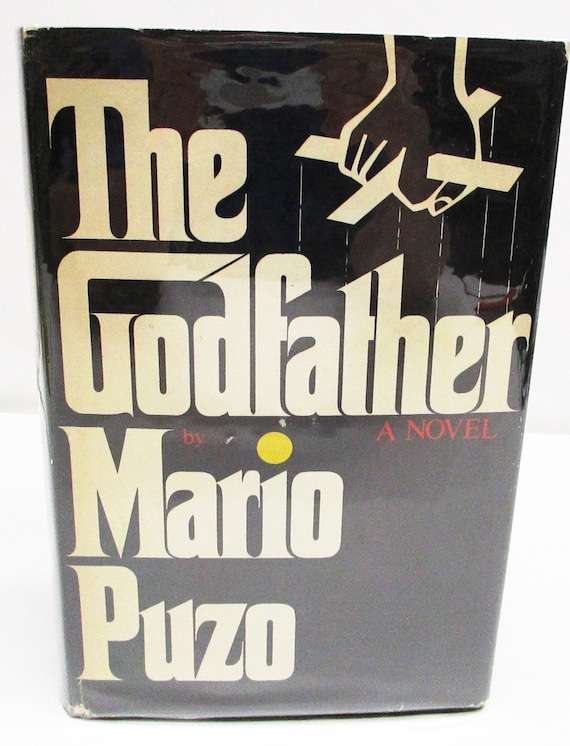 The
Godfather
by A NOVEL
Mario
Puzo